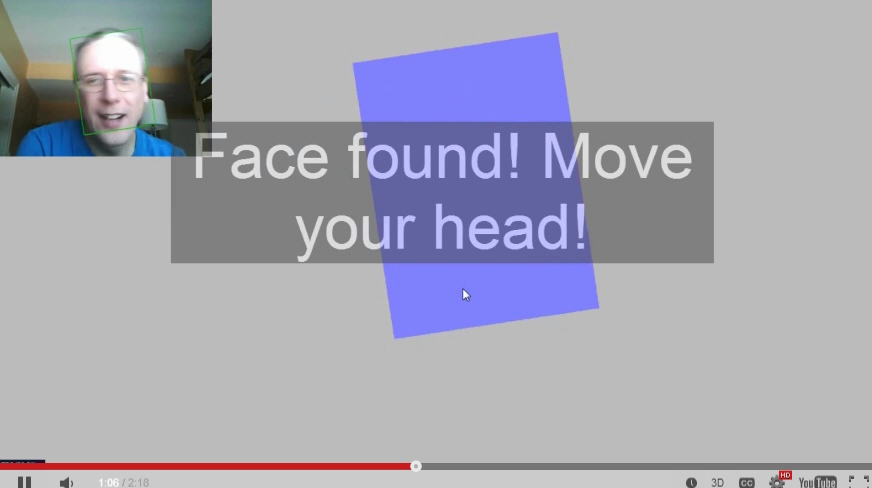 Face found! Move
your head!
1:06 / 2:18
3D
CC
HD
YouTube